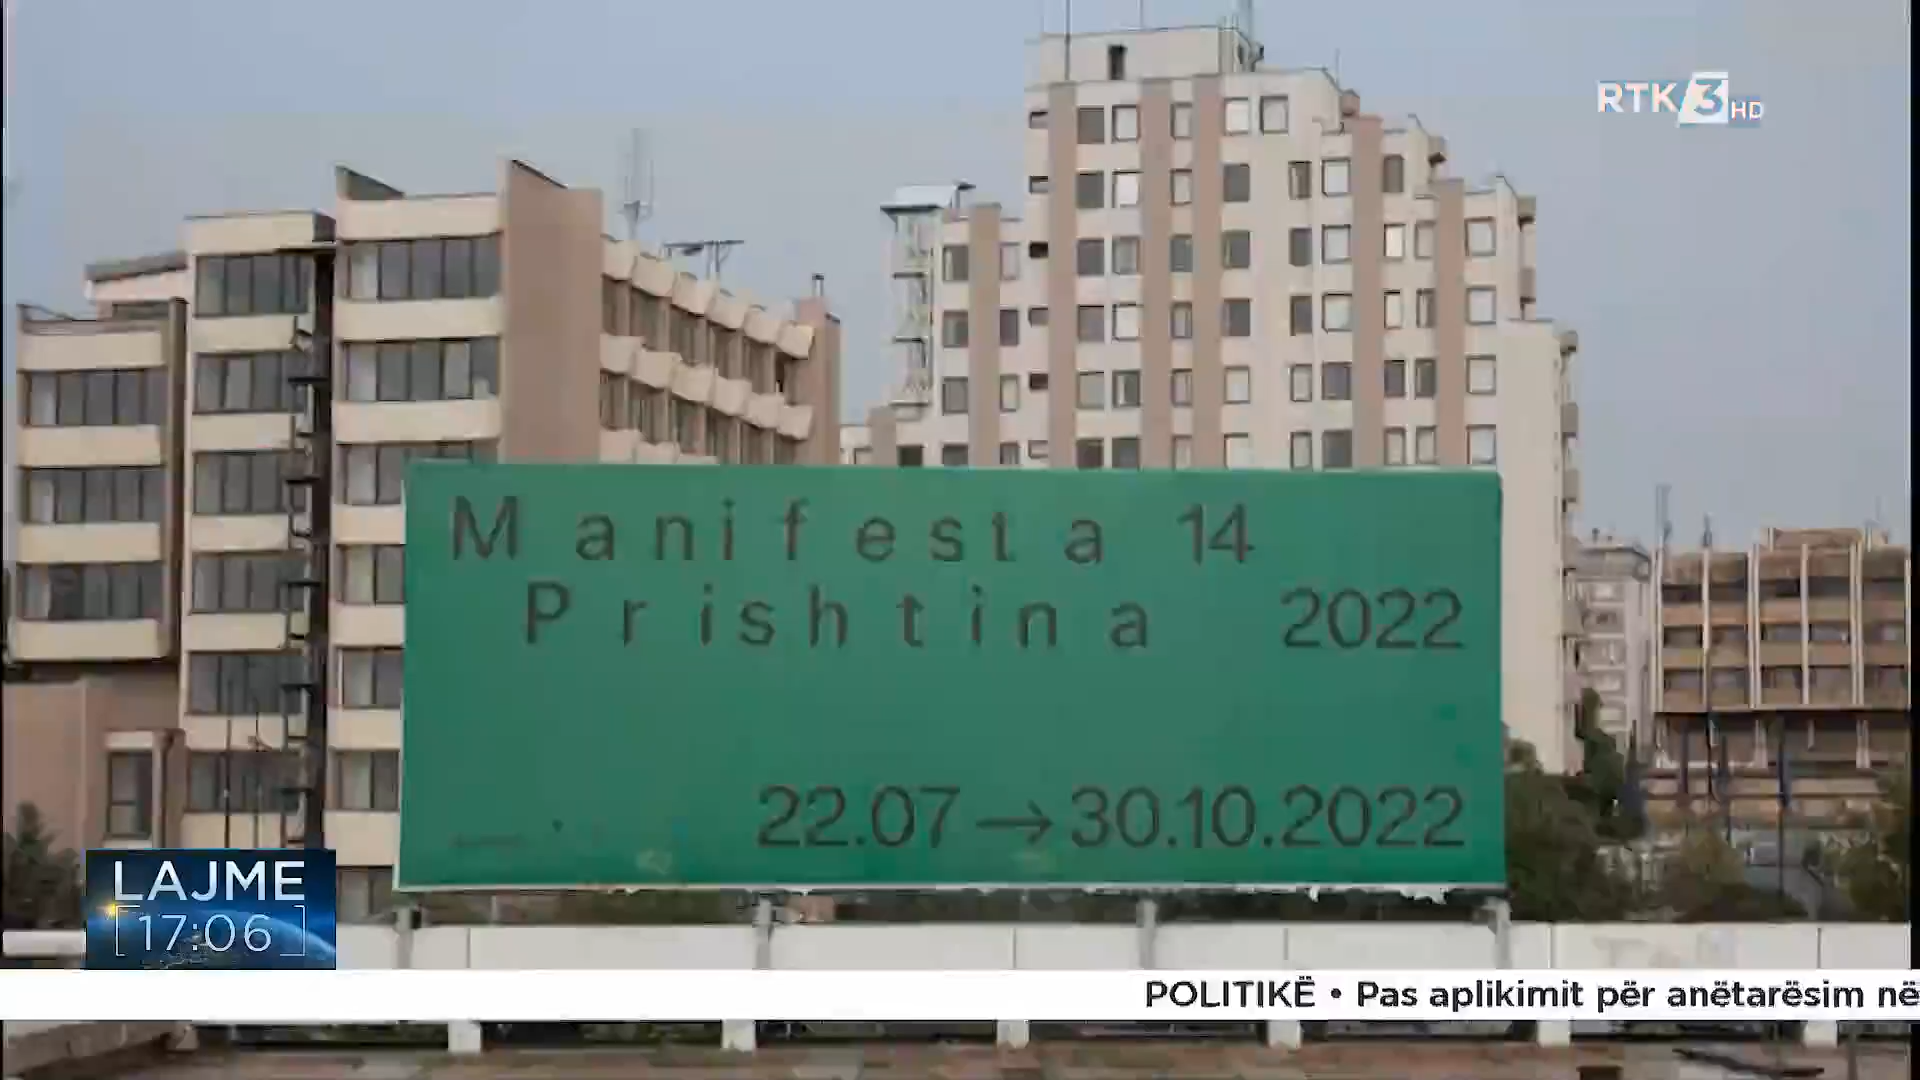 RTK 3 HD
Manifesta 14
Prishtina 2022
22.07 → 30.10.2022
LAJME
17:06
POLITIKË • Pas aplikimit për anëtarësim në